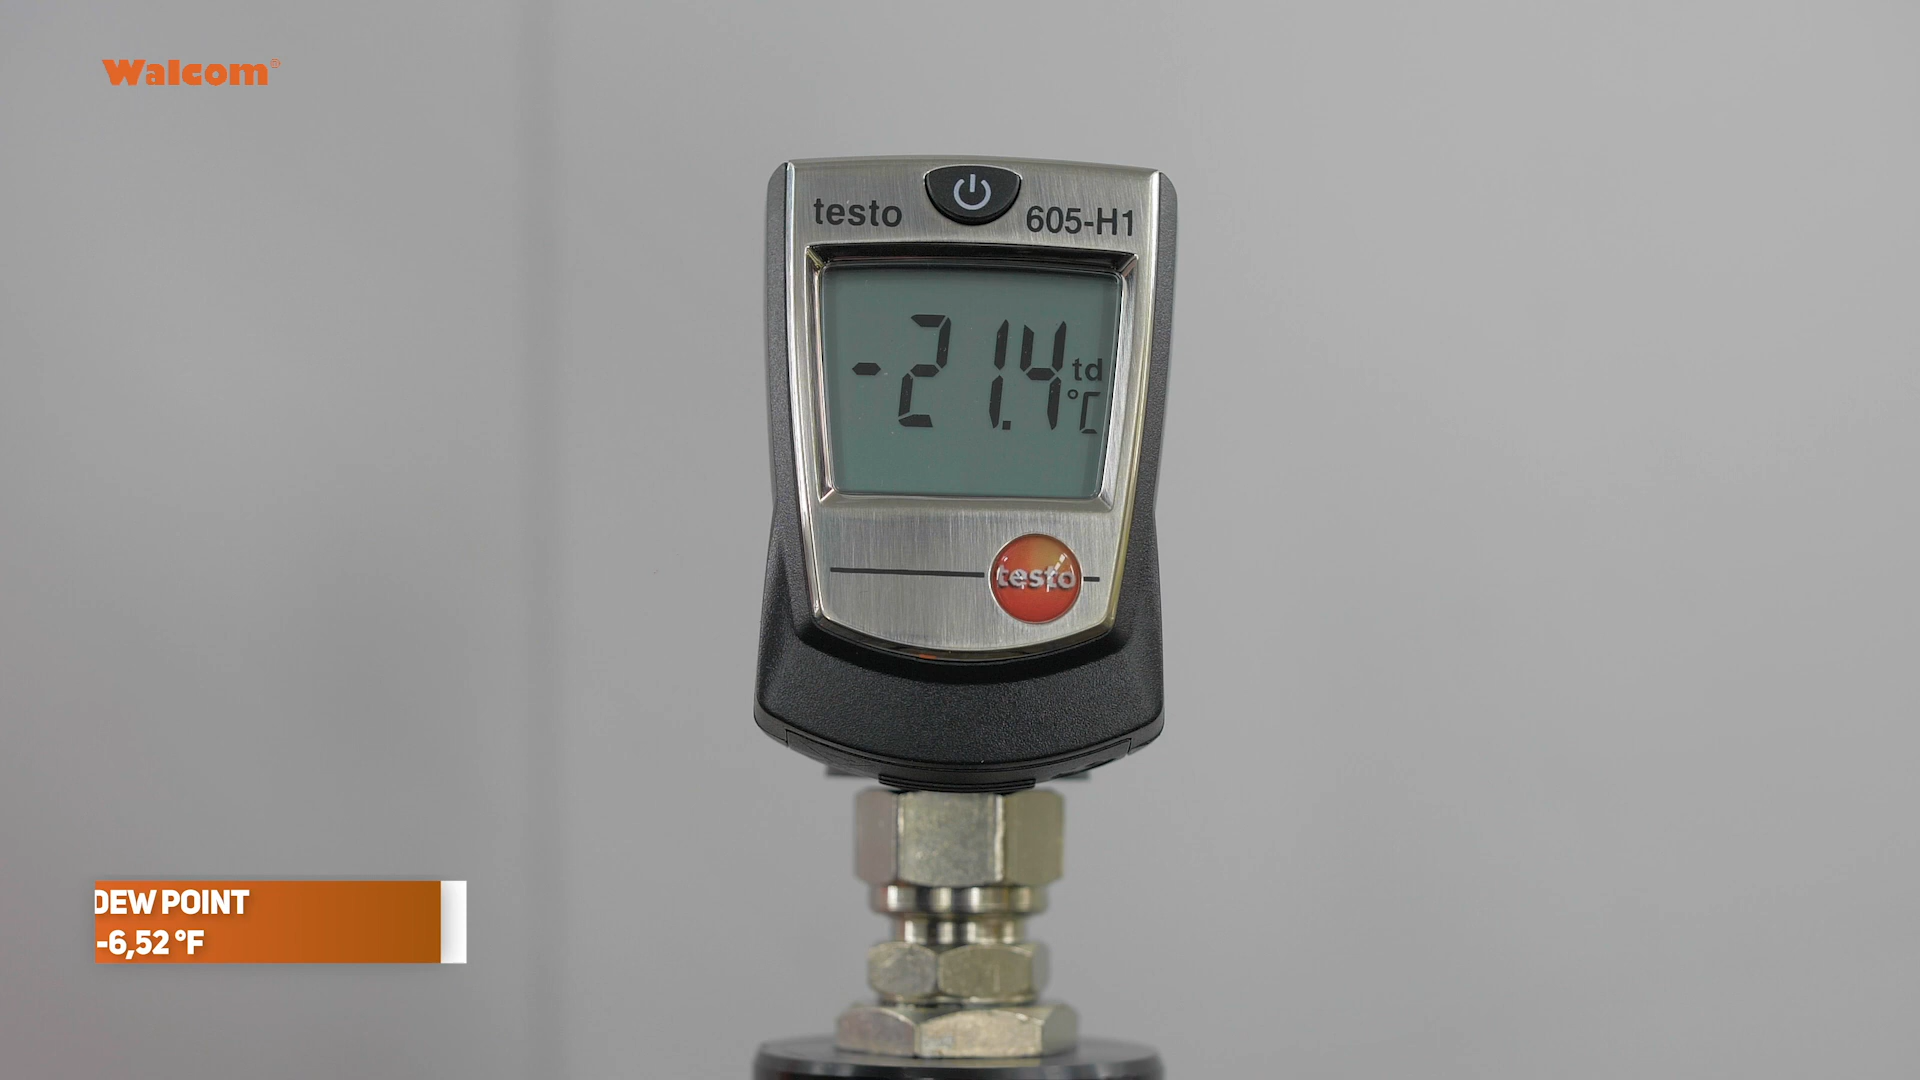 Walcom®
testo 605-H1
-21.4 td °C
testo
DEW POINT
-6,52 °F